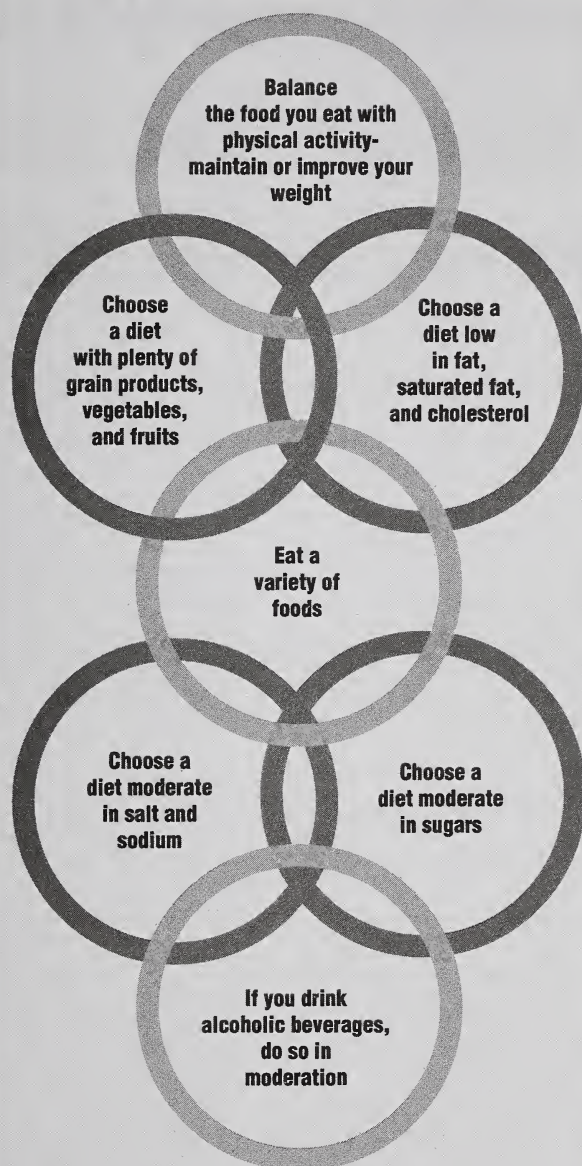 Balance
the food you eat with
physical activity-
maintain or improve your
weight
Choose
a diet
with plenty of
grain products,
vegetables,
and fruits
Choose a
diet low
in fat,
saturated fat,
and cholesterol
Eat a
variety of
foods
Choose a
diet moderate
in salt and
sodium
Choose a
diet moderate
in sugars
If you drink
alcoholic beverages,
do so in
moderation